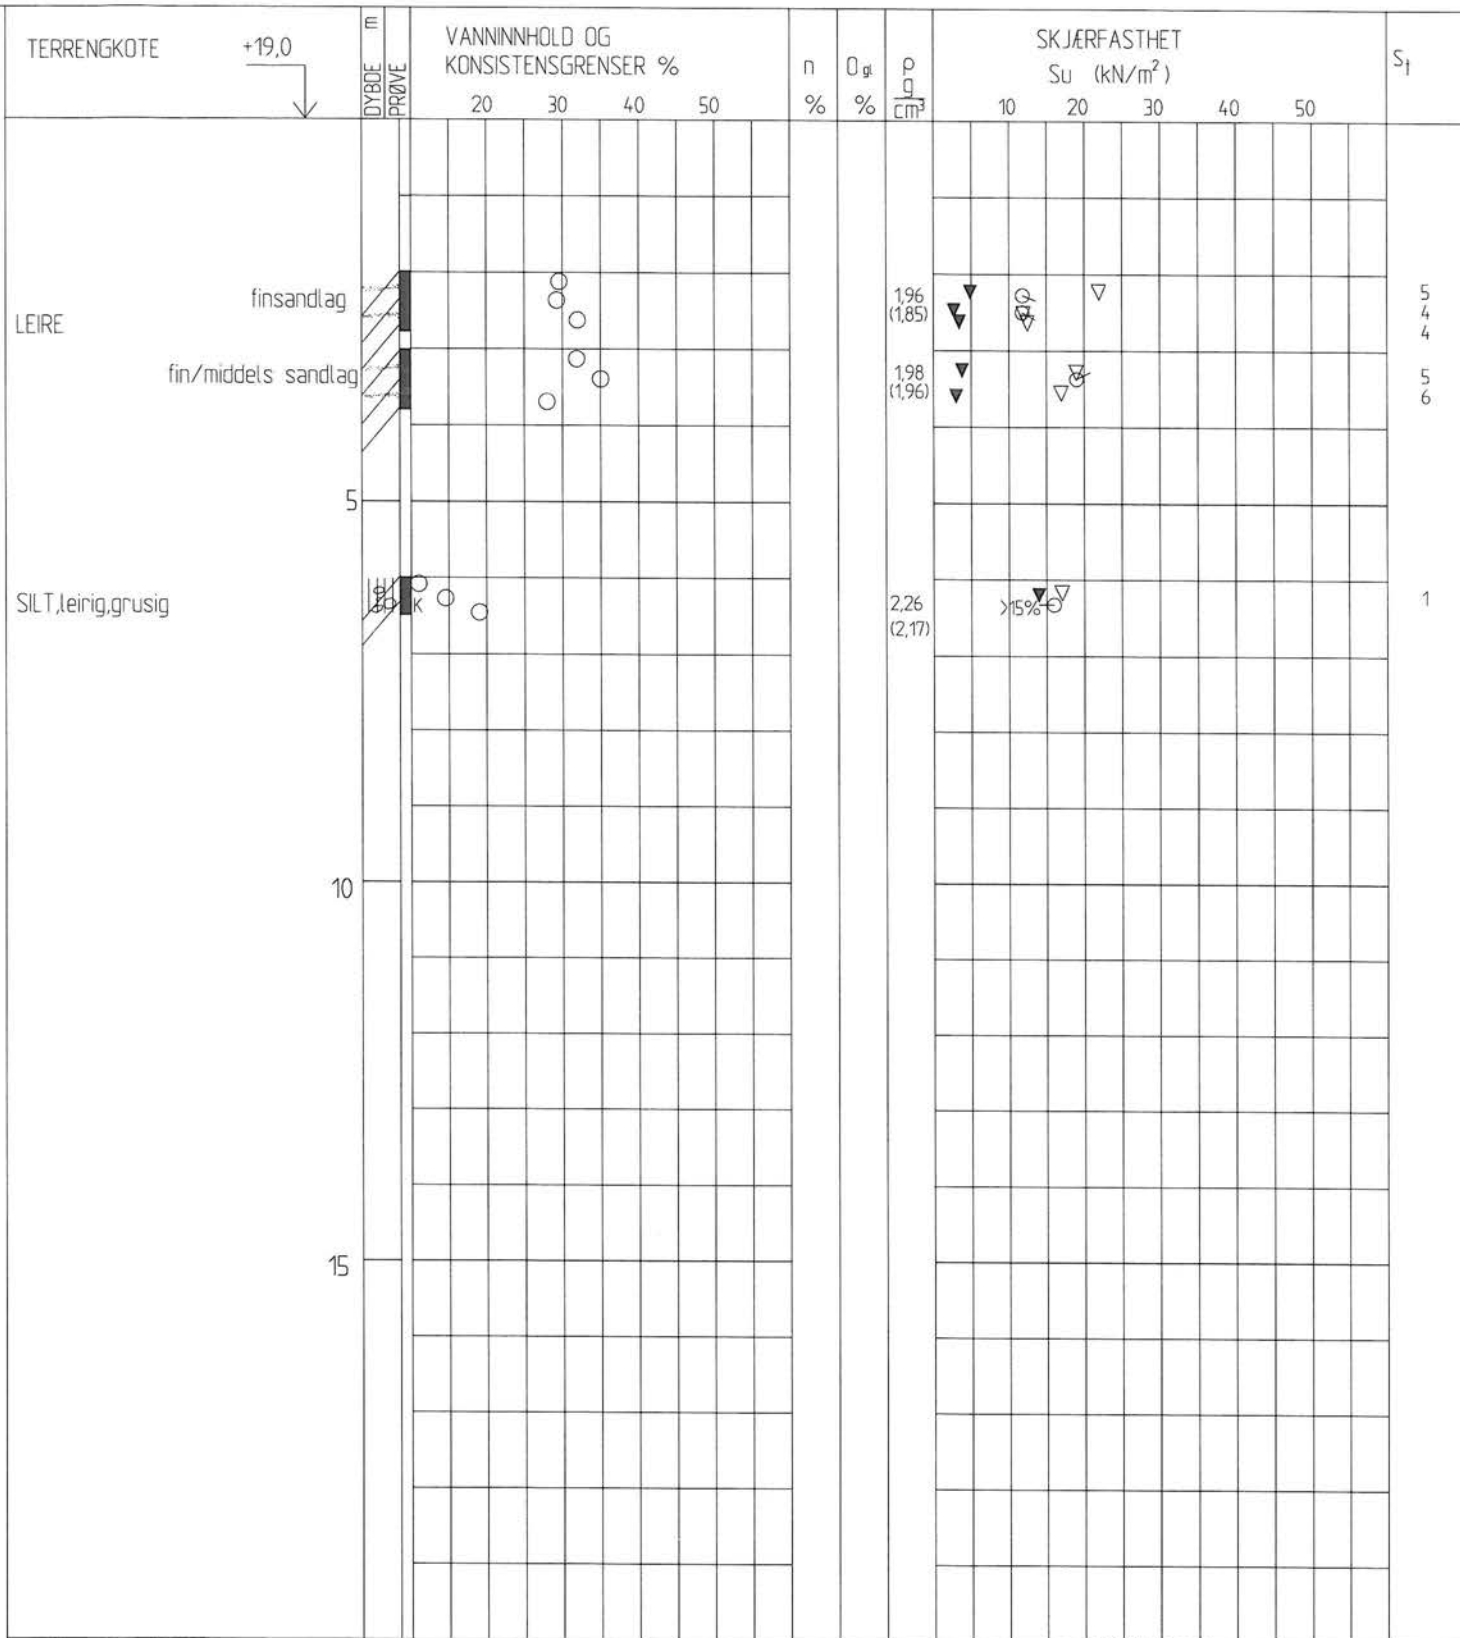 TERRENGKOTE +19,0
DYBDE m
PRØVE
VANNINNHOLD OG
KONSISTENSGRENSER %
20 30 40 50
n
%
O gl
%
ρ
g
cm³
SKJÆRFASTHET
Su (kN/m²)
10 20 30 40 50
St
finsandlag
LEIRE
1,96
(1,85)
5
4
4
fin/middels sandlag
1,98
(1,96)
5
6
5
SILT,leirig,grusig
K
2,26
(2,17)
>15%
1
10
15